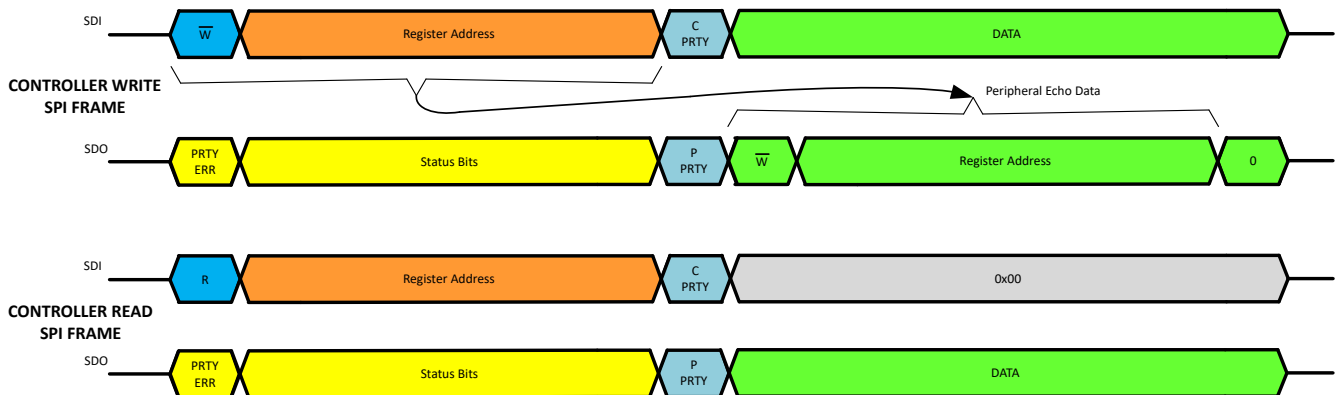 SDI
W̅
Register Address
C
PRTY
DATA
CONTROLLER WRITE
SPI FRAME
Peripheral Echo Data
SDO
PRTY
ERR
Status Bits
P
PRTY
W̅
Register Address
0
SDI
R
Register Address
C
PRTY
0x00
CONTROLLER READ
SPI FRAME
SDO
PRTY
ERR
Status Bits
P
PRTY
DATA